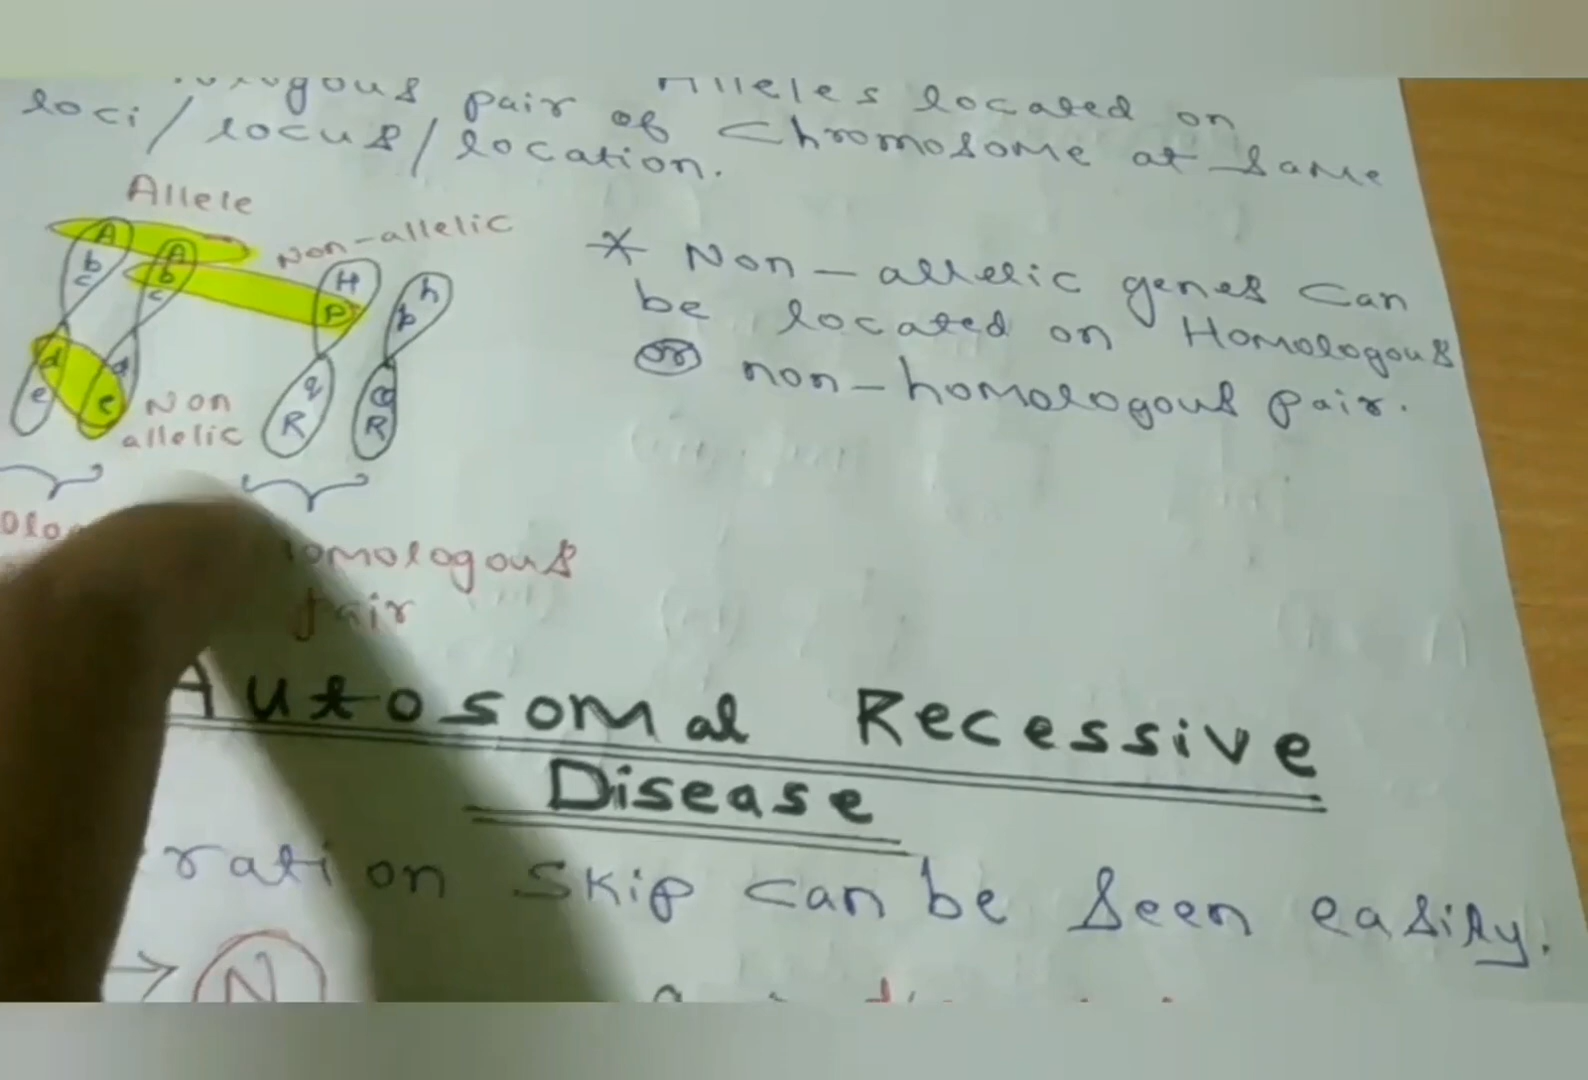 Alleles located on
pair of Chromosome at same
loci/locus/location.
Allele
Non-allelic
A
b
c
d
e
A
b
c
d
e
H
P
q
R
h
p
Q
R
Non
allelic
* Non-allelic genes can
be located on Homologous
or non-homologous pair.
omologous
pair
Autosomal Recessive
Disease
ration skip can be seen easily.
→ N